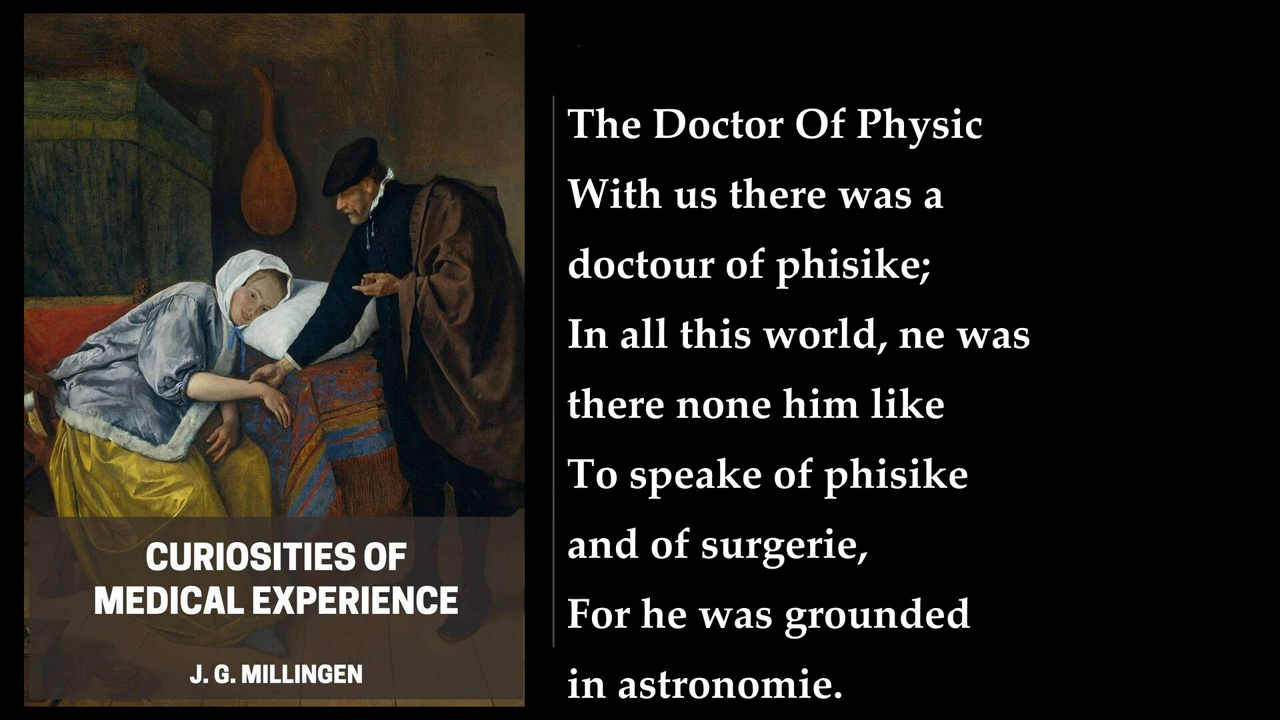 CURIOSITIES OF
MEDICAL EXPERIENCE
J. G. MILLINGEN
The Doctor Of Physic
With us there was a
doctour of phisike;
In all this world, ne was
there none him like
To speake of phisike
and of surgerie,
For he was grounded
in astronomie.